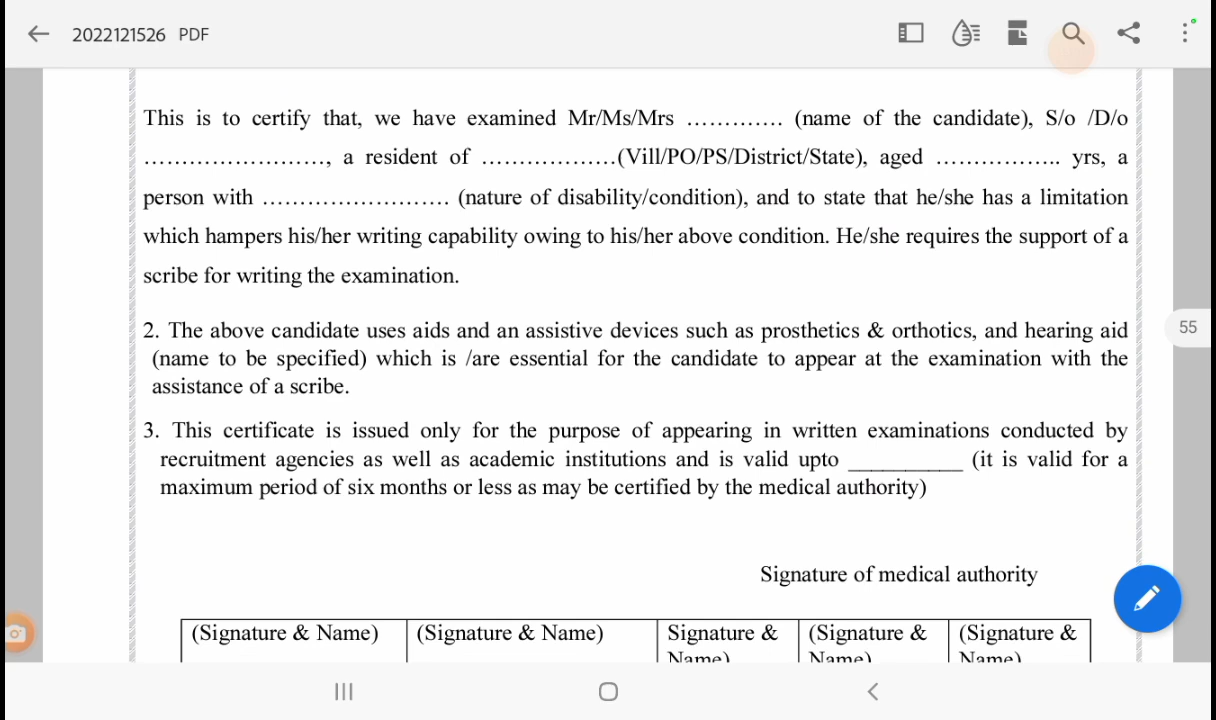 2022121526 PDF
This is to certify that, we have examined Mr/Ms/Mrs ............. (name of the candidate), S/o /D/o
........................, a resident of ..................(Vill/PO/PS/District/State), aged ................. yrs, a
person with ......................... (nature of disability/condition), and to state that he/she has a limitation
which hampers his/her writing capability owing to his/her above condition. He/she requires the support of a
scribe for writing the examination.
2. The above candidate uses aids and an assistive devices such as prosthetics & orthotics, and hearing aid
(name to be specified) which is /are essential for the candidate to appear at the examination with the
assistance of a scribe.
55
3. This certificate is issued only for the purpose of appearing in written examinations conducted by
recruitment agencies as well as academic institutions and is valid upto __________ (it is valid for a
maximum period of six months or less as may be certified by the medical authority)
Signature of medical authority
(Signature & Name) (Signature & Name) Signature & (Signature & (Signature &
Name) Name) Name)